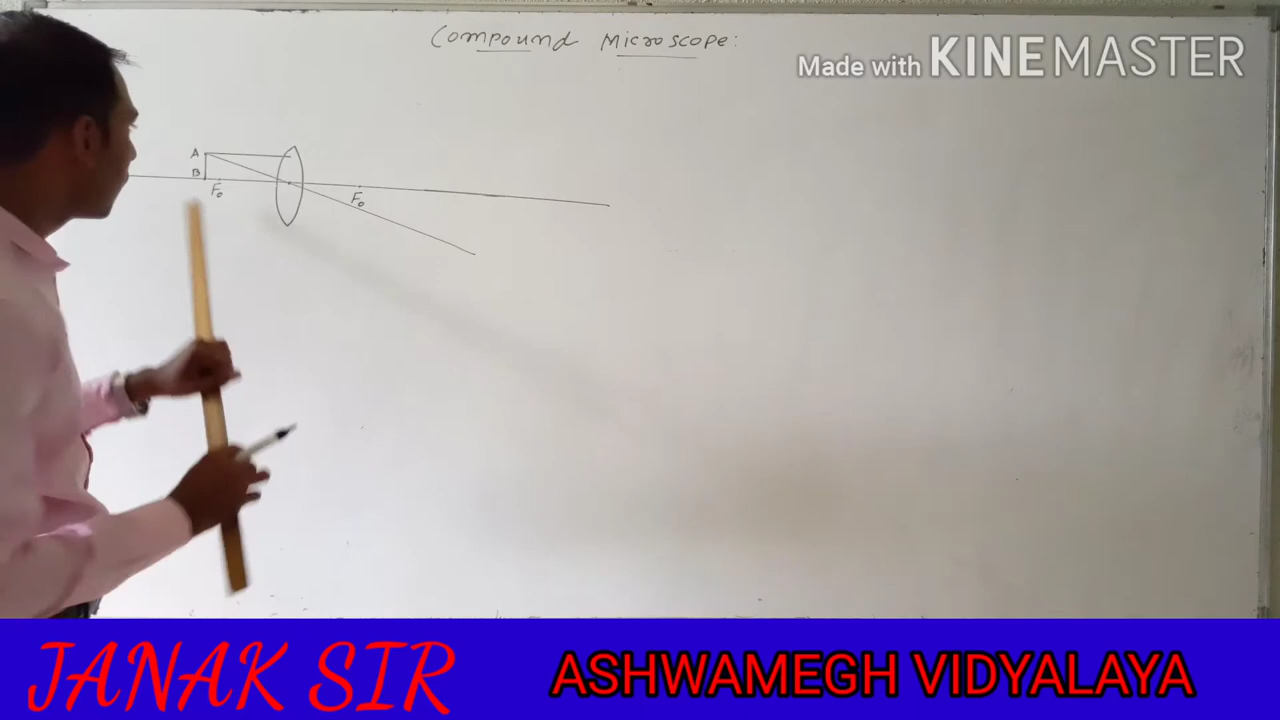 Compound Microscope:
Made with KINEMASTER
A
B
Fo
Fo
JANAK SIR
ASHWAMEGH VIDYALAYA